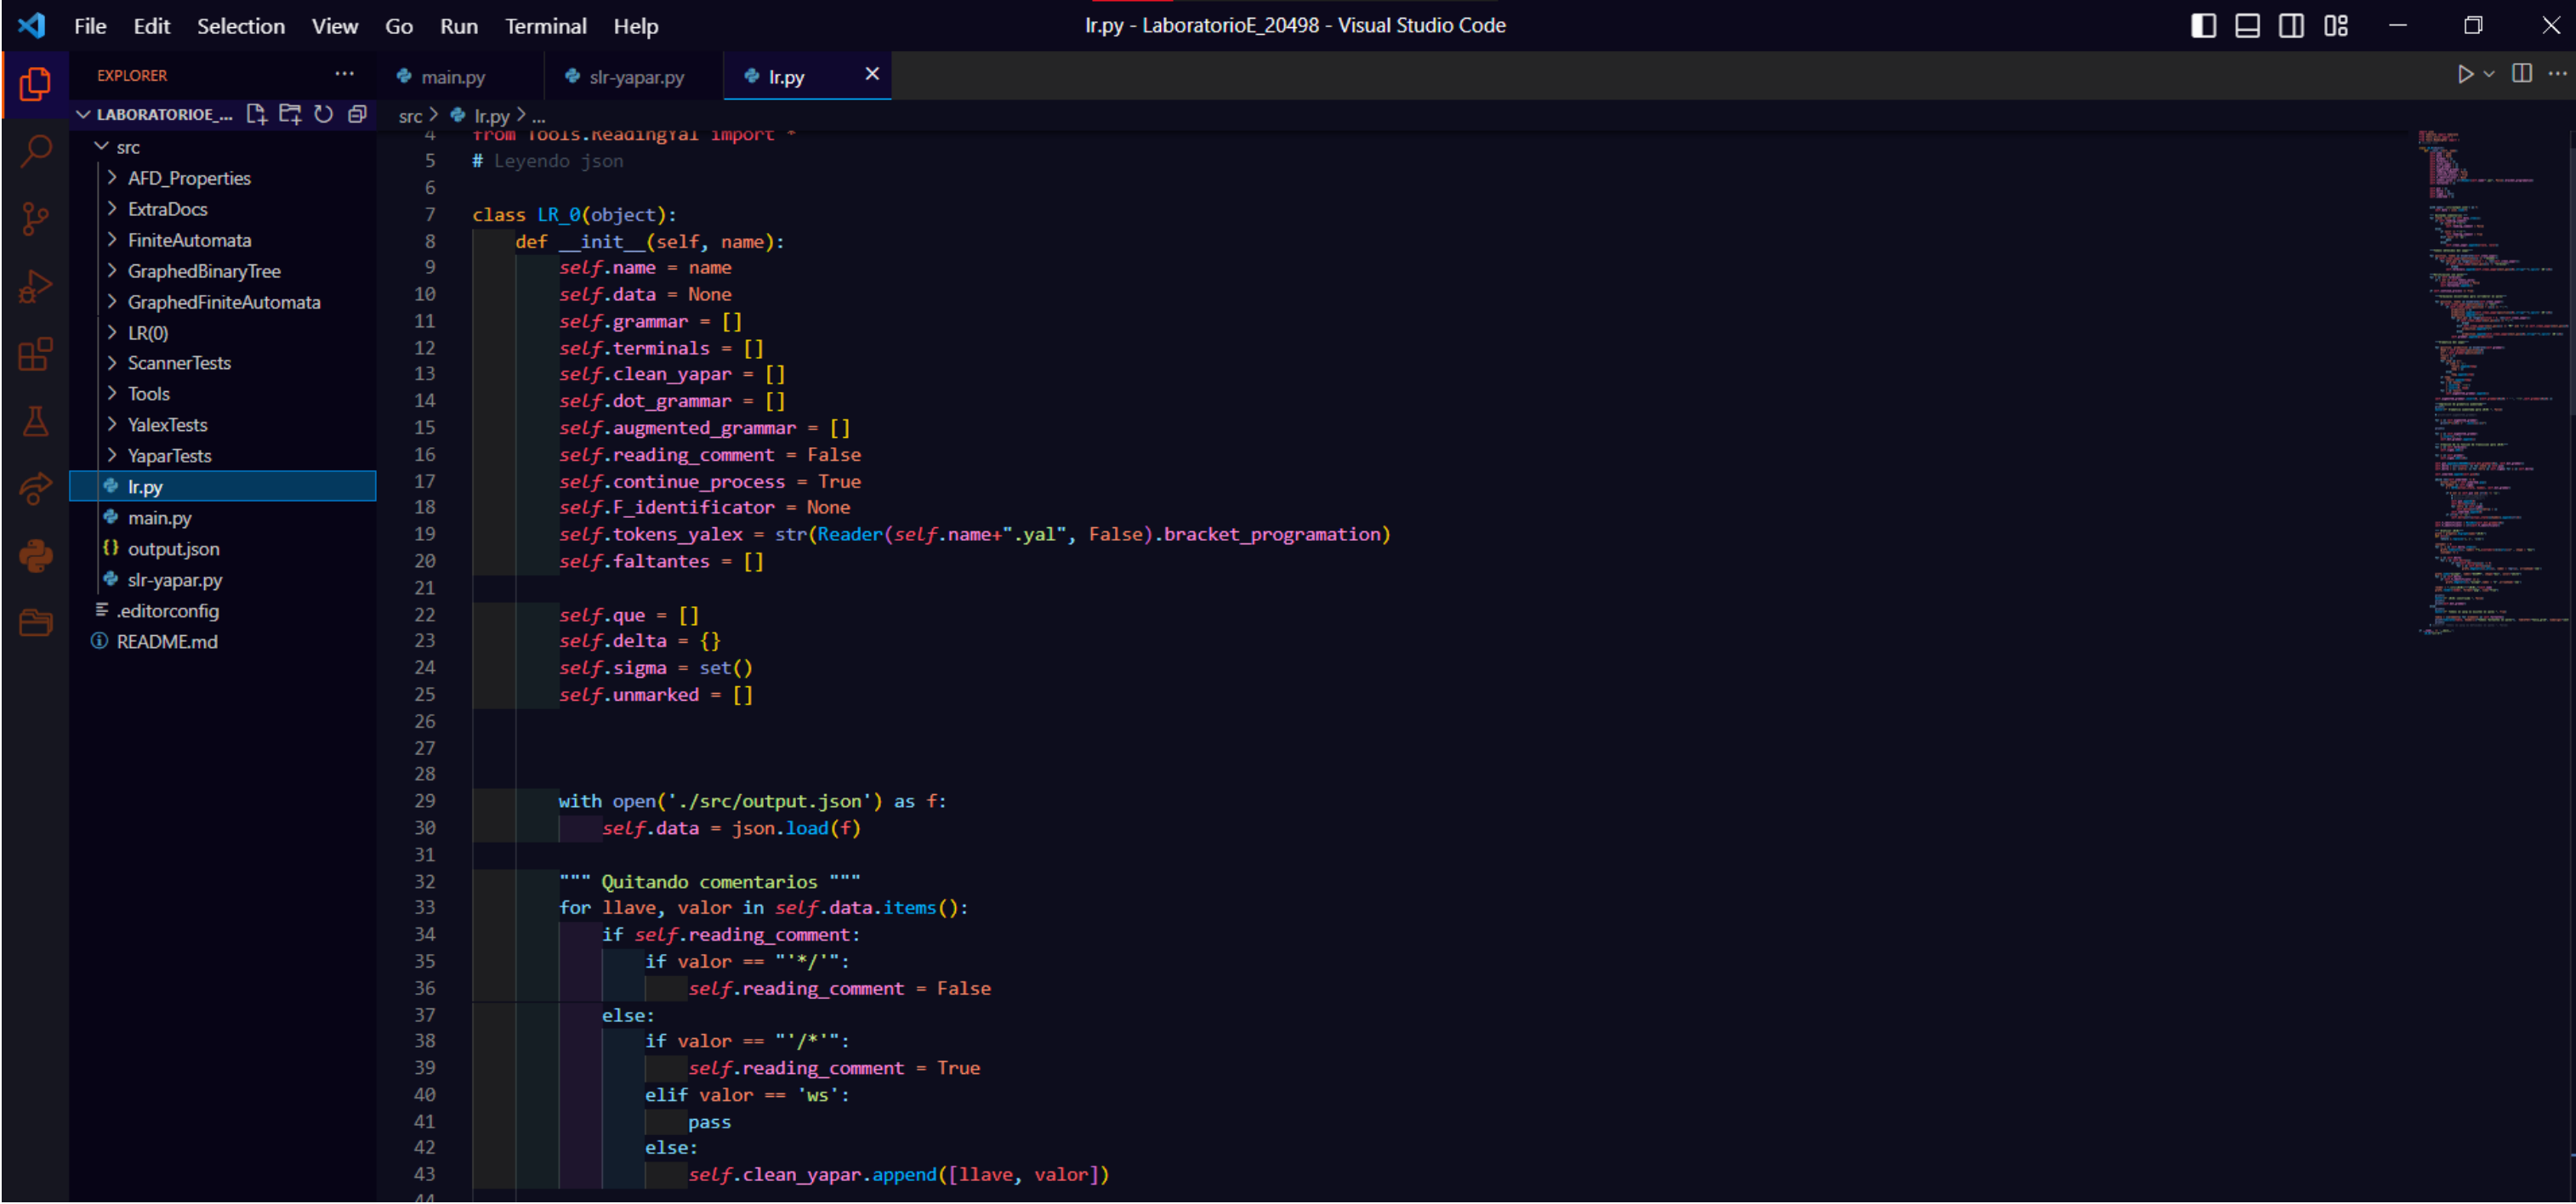 File Edit Selection View Go Run Terminal Help
lr.py - LaboratorioE_20498 - Visual Studio Code
EXPLORER
LABORATORIOE_...
src
AFD_Properties
ExtraDocs
FiniteAutomata
GraphedBinaryTree
GraphedFiniteAutomata
LR(0)
ScannerTests
Tools
YalexTests
YaparTests
lr.py
main.py
output.json
slr-yapar.py
.editorconfig
README.md
main.py slr-yapar.py lr.py
src > lr.py > ...
4 from Tools.ReadingYal import *
5 # Leyendo json
6
7 class LR_0(object):
8 def __init__(self, name):
9 self.name = name
10 self.data = None
11 self.grammar = []
12 self.terminals = []
13 self.clean_yapar = []
14 self.dot_grammar = []
15 self.augmented_grammar = []
16 self.reading_comment = False
17 self.continue_process = True
18 self.F_identificator = None
19 self.tokens_yalex = str(Reader(self.name+".yal", False).bracket_programation)
20 self.faltantes = []
21
22 self.que = []
23 self.delta = {}
24 self.sigma = set()
25 self.unmarked = []
26
27
28
29 with open('./src/output.json') as f:
30 self.data = json.load(f)
31
32 """ Quitando comentarios """
33 for llave, valor in self.data.items():
34 if self.reading_comment:
35 if valor == "'*/'":
36 self.reading_comment = False
37 else:
38 if valor == "'/*'":
39 self.reading_comment = True
40 elif valor == 'ws':
41 pass
42 else:
43 self.clean_yapar.append([llave, valor])
44